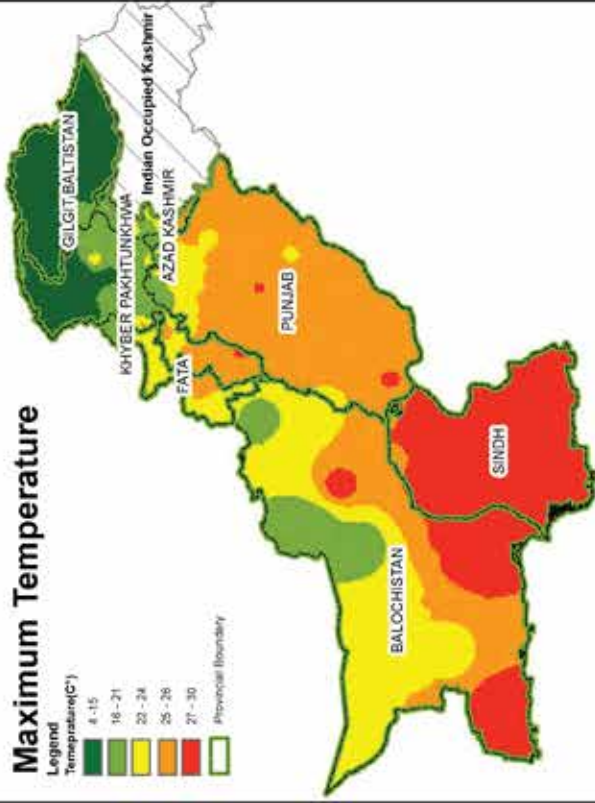 Maximum Temperature
Legend
Temeprature(C°)
4 -15
16 - 21
22 - 24
25 - 26
27 - 30
Provincial Boundary
GILGIT BALTISTAN
Indian Occupied Kashmir
KHYBER PAKHTUNKHWA
AZAD KASHMIR
FATA
PUNJAB
BALOCHISTAN
SINDH